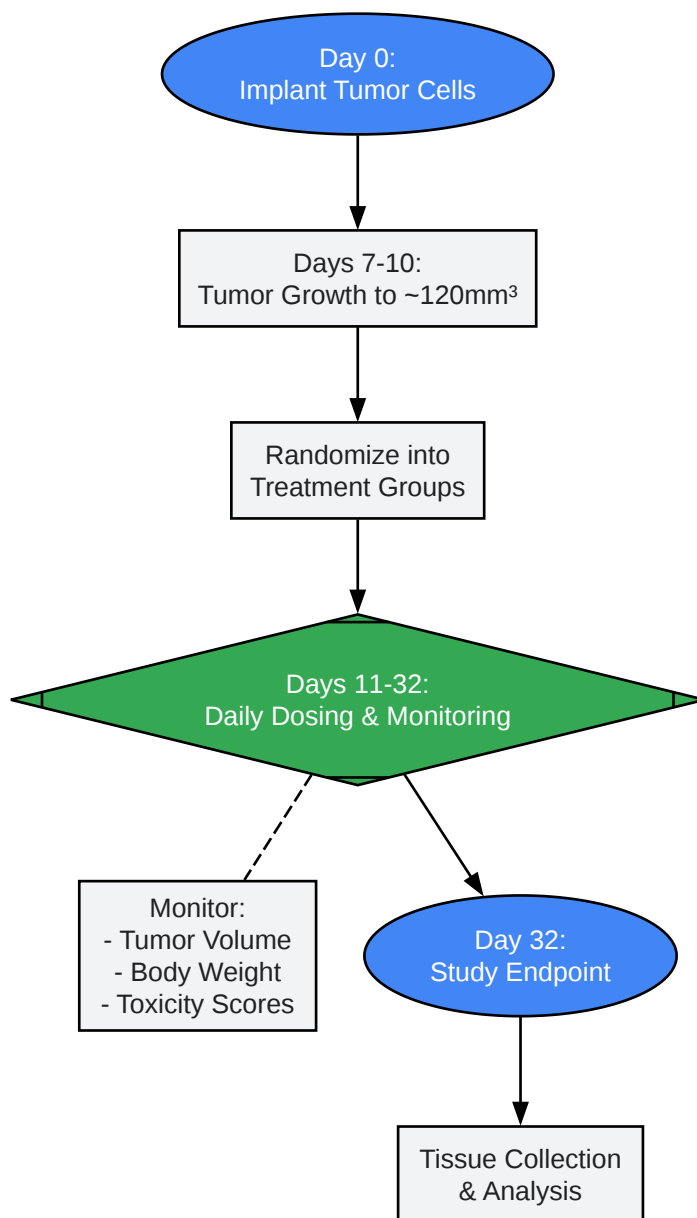 Day 0:
Implant Tumor Cells
Days 7-10:
Tumor Growth to ~120mm³
Randomize into
Treatment Groups
Days 11-32:
Daily Dosing & Monitoring
Monitor:
- Tumor Volume
- Body Weight
- Toxicity Scores
Day 32:
Study Endpoint
Tissue Collection
& Analysis